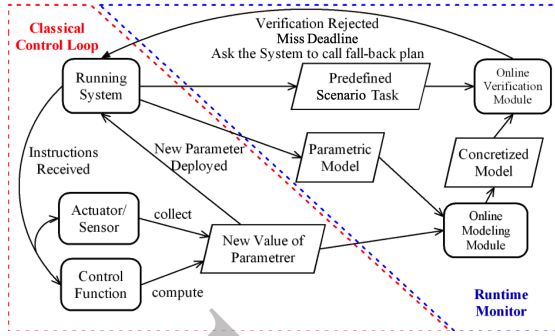 Classical
Control Loop
Verification Rejected
Miss Deadline
Ask the System to call fall-back plan
Running
System
Predefined
Scenario Task
Online
Verification
Module
Instructions
Received
New Parameter
Deployed
Parametric
Model
Concretized
Model
Actuator/
Sensor
collect
New Value of
Parametrer
Online
Modeling
Module
Control
Function
compute
Runtime
Monitor